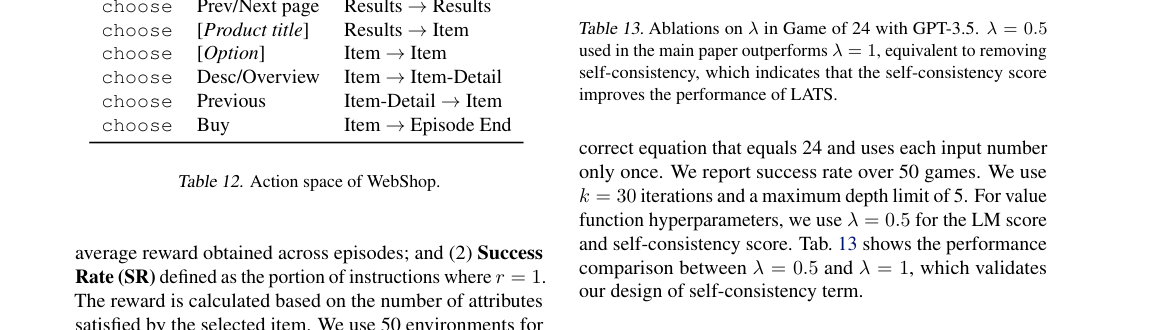 choose Prev/Next page Results → Results
choose [Product title] Results → Item
choose [Option] Item → Item
choose Desc/Overview Item → Item-Detail
choose Previous Item-Detail → Item
choose Buy Item → Episode End
Table 12. Action space of WebShop.
average reward obtained across episodes; and (2) Success
Rate (SR) defined as the portion of instructions where r = 1.
The reward is calculated based on the number of attributes
satisfied by the selected item. We use 50 environments for
Table 13. Ablations on λ in Game of 24 with GPT-3.5. λ = 0.5
used in the main paper outperforms λ = 1, equivalent to removing
self-consistency, which indicates that the self-consistency score
improves the performance of LATS.
correct equation that equals 24 and uses each input number
only once. We report success rate over 50 games. We use
k = 30 iterations and a maximum depth limit of 5. For value
function hyperparameters, we use λ = 0.5 for the LM score
and self-consistency score. Tab. 13 shows the performance
comparison between λ = 0.5 and λ = 1, which validates
our design of self-consistency term.